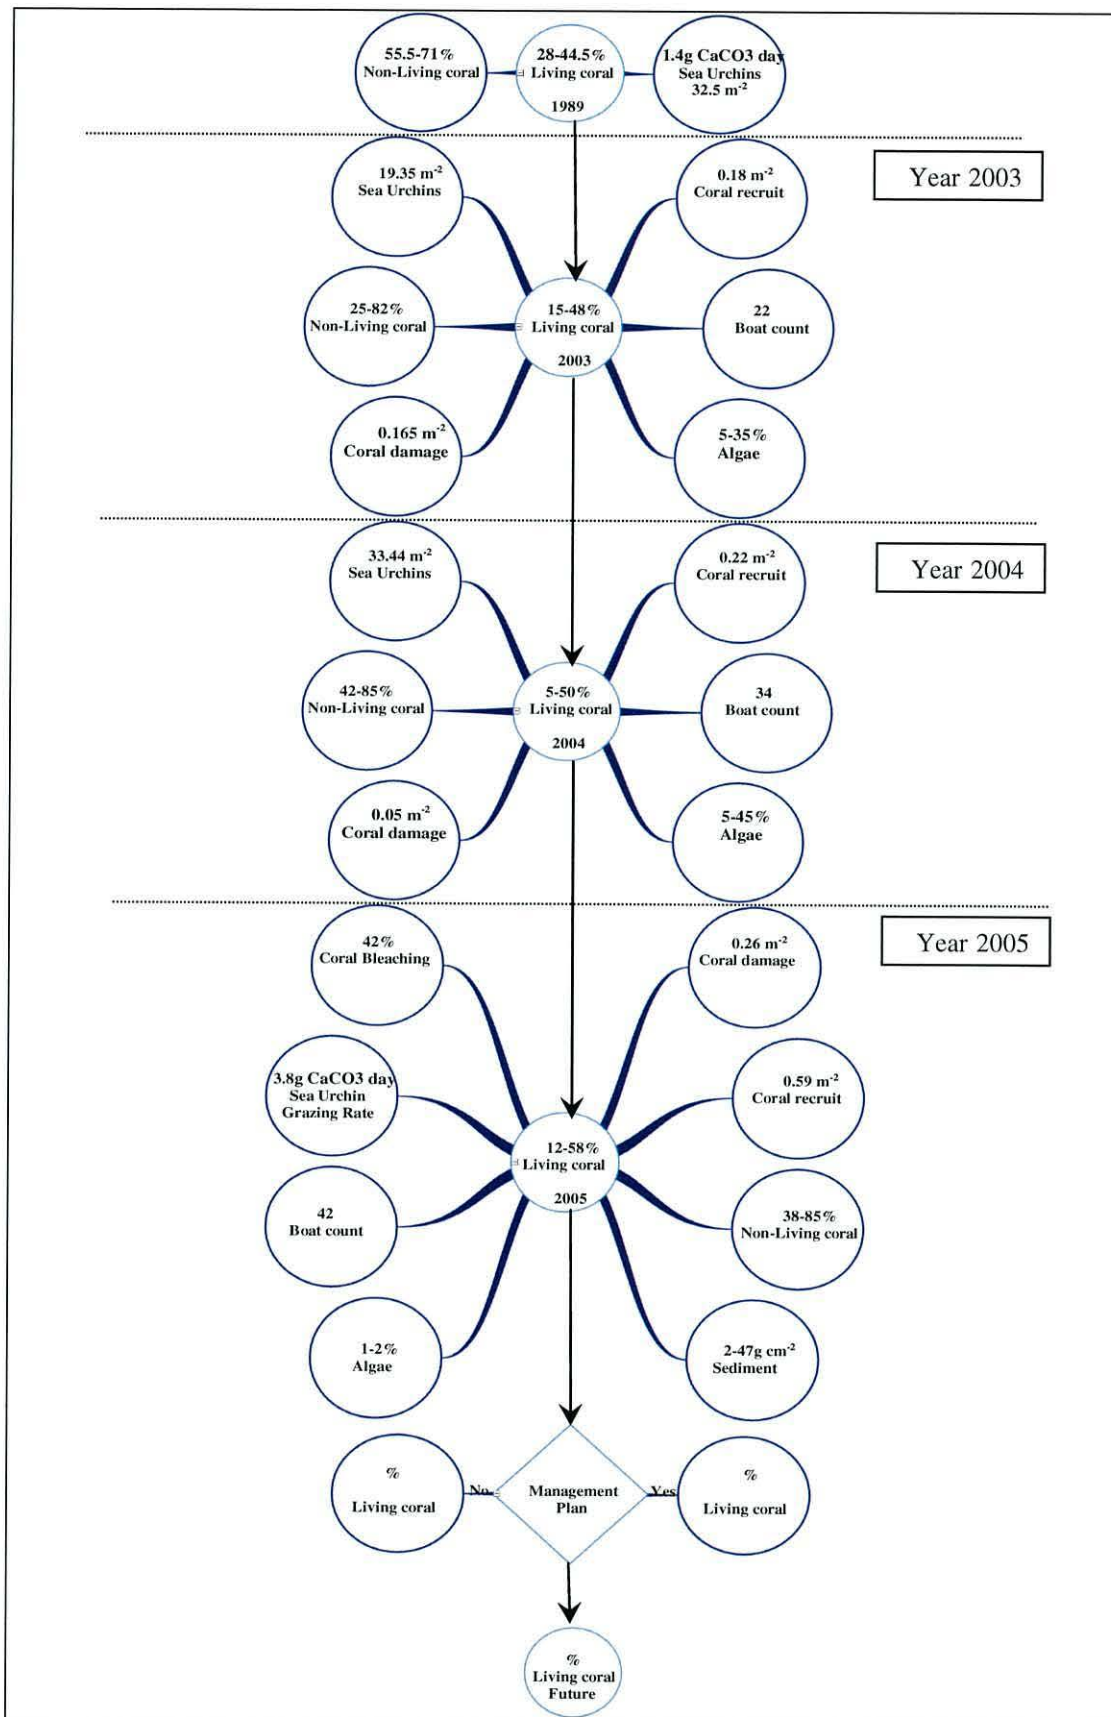 55.5-71%
Non-Living coral
28-44.5%
Living coral
1989
1.4g CaCO3 day
Sea Urchins
32.5 m⁻²
Year 2003
19.35 m⁻²
Sea Urchins
0.18 m⁻²
Coral recruit
25-82%
Non-Living coral
15-48%
Living coral
2003
22
Boat count
0.165 m⁻²
Coral damage
5-35%
Algae
Year 2004
33.44 m⁻²
Sea Urchins
0.22 m⁻²
Coral recruit
42-85%
Non-Living coral
5-50%
Living coral
2004
34
Boat count
0.05 m⁻²
Coral damage
5-45%
Algae
Year 2005
42%
Coral Bleaching
0.26 m⁻²
Coral damage
3.8g CaCO3 day
Sea Urchin
Grazing Rate
0.59 m⁻²
Coral recruit
12-58%
Living coral
2005
42
Boat count
38-85%
Non-Living coral
1-2%
Algae
2-47g cm⁻²
Sediment
%
Living coral
No
Management
Plan
Yes
%
Living coral
%
Living coral
Future